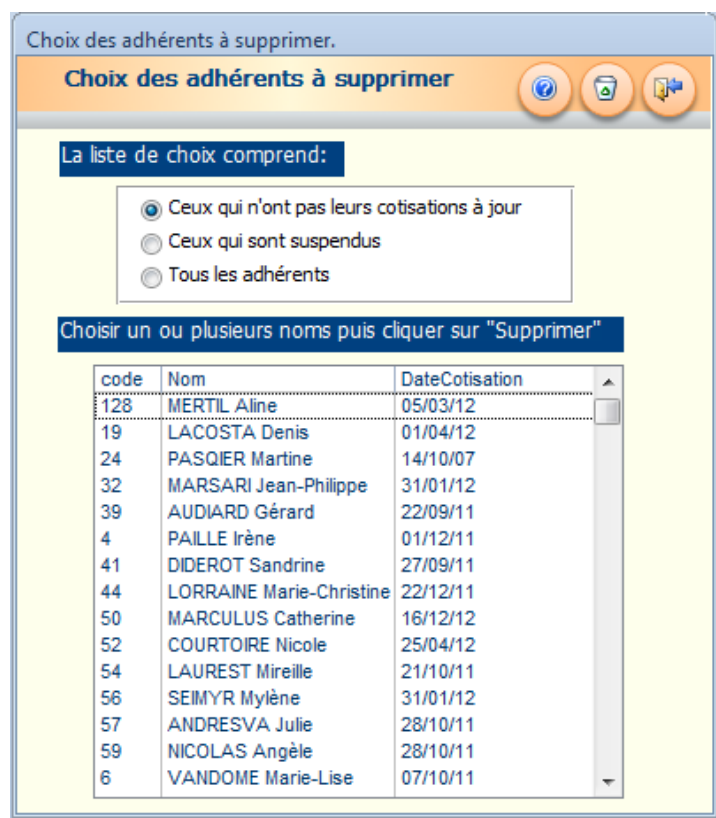 Choix des adhérents à supprimer.
Choix des adhérents à supprimer
La liste de choix comprend:
Ceux qui n'ont pas leurs cotisations à jour
Ceux qui sont suspendus
Tous les adhérents
Choisir un ou plusieurs noms puis cliquer sur "Supprimer"
code Nom DateCotisation
128 MERTIL Aline 05/03/12
19 LACOSTA Denis 01/04/12
24 PASQIER Martine 14/10/07
32 MARSARI Jean-Philippe 31/01/12
39 AUDIARD Gérard 22/09/11
4 PAILLE Irène 01/12/11
41 DIDEROT Sandrine 27/09/11
44 LORRAINE Marie-Christine 22/12/11
50 MARCULUS Catherine 16/12/12
52 COURTOIRE Nicole 25/04/12
54 LAUREST Mireille 21/10/11
56 SEIMYR Mylène 31/01/12
57 ANDRESVA Julie 28/10/11
59 NICOLAS Angèle 28/10/11
6 VANDOME Marie-Lise 07/10/11